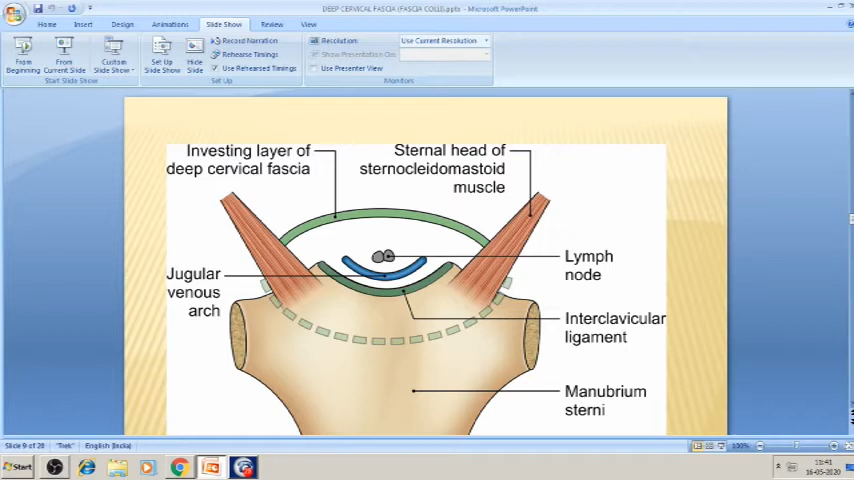 DEEP CERVICAL FASCIA (FASCIA COLLI).pptx - Microsoft PowerPoint
Home Insert Design Animations Slide Show Review View
From Beginning
From Current Slide
Custom Slide Show
Set Up Slide Show
Hide Slide
Record Narration
Rehearse Timings
Use Rehearsed Timings
Resolution: Use Current Resolution
Show Presentation On:
Use Presenter View
Start Slide Show
Set Up
Monitors
Investing layer of
deep cervical fascia
Sternal head of
sternocleidomastoid
muscle
Lymph
node
Jugular
venous
arch
Interclavicular
ligament
Manubrium
sterni
Slide 9 of 20 "Trek" English (India) 100%
Start
11:41
16-05-2020